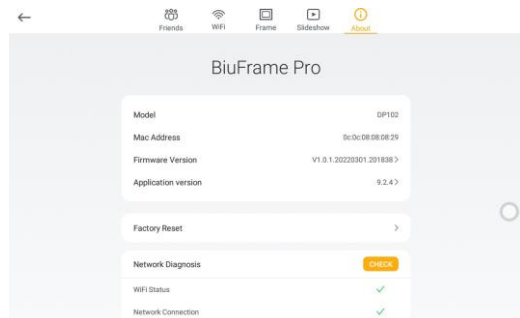 Friends WiFi Frame Slideshow About
BiuFrame Pro
Model DP102
Mac Address 0c:0c:08:08:08:29
Firmware Version V1.0.1.20220301.201838 >
Application version 9.2.4 >
Factory Reset >
Network Diagnosis CHECK
WiFi Status
Network Connection